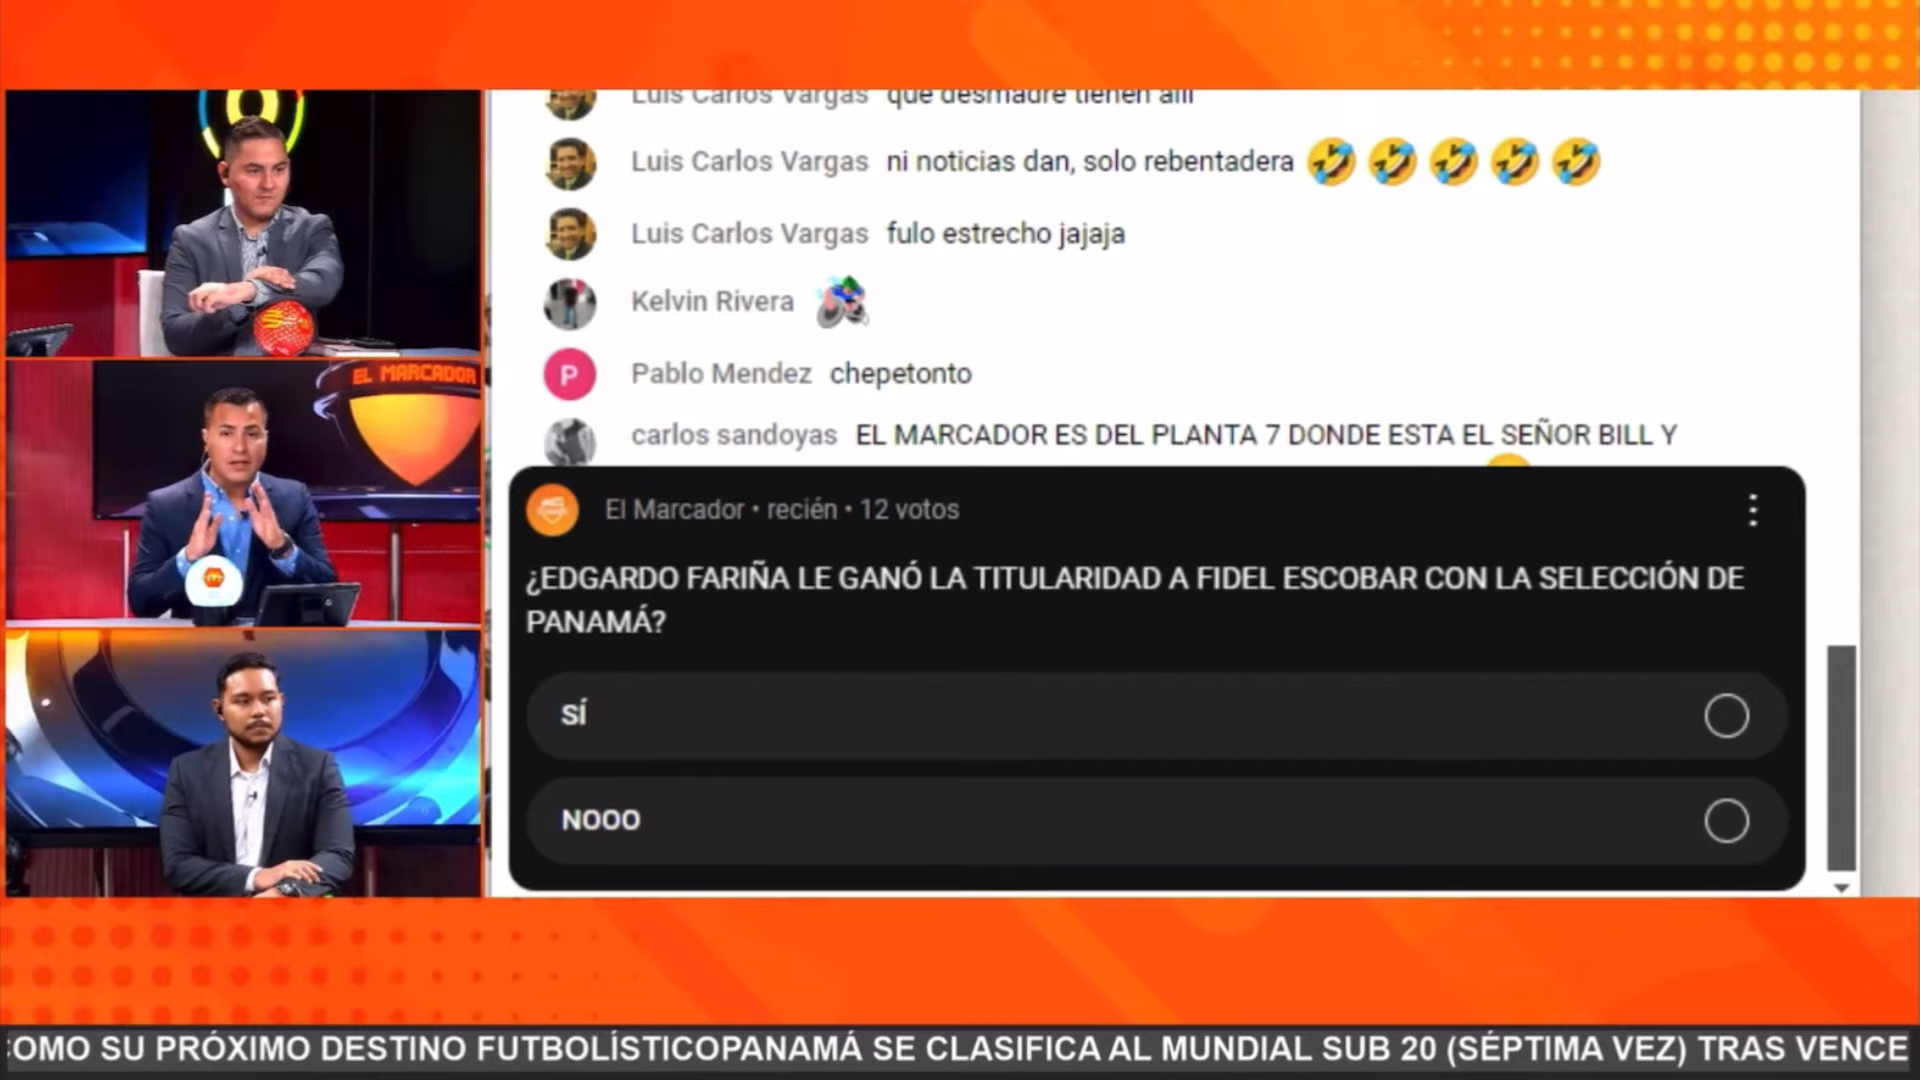 Luis Carlos Vargas que desmadre tienen alli
Luis Carlos Vargas ni noticias dan, solo rebentadera 🤣🤣🤣🤣🤣
Luis Carlos Vargas fulo estrecho jajaja
Kelvin Rivera
EL MARCADOR
P Pablo Mendez chepetonto
carlos sandoyas EL MARCADOR ES DEL PLANTA 7 DONDE ESTA EL SEÑOR BILL Y
El Marcador • recién • 12 votos
¿EDGARDO FARIÑA LE GANÓ LA TITULARIDAD A FIDEL ESCOBAR CON LA SELECCIÓN DE
PANAMÁ?
SÍ
NOOO
COMO SU PRÓXIMO DESTINO FUTBOLÍSTICOPANAMÁ SE CLASIFICA AL MUNDIAL SUB 20 (SÉPTIMA VEZ) TRAS VENCE